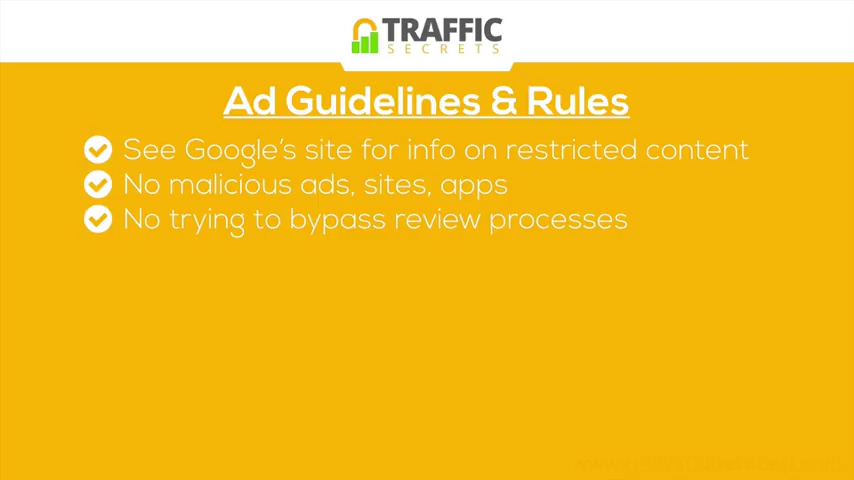 TRAFFIC
SECRETS
Ad Guidelines & Rules
See Google's site for info on restricted content
No malicious ads, sites, apps
No trying to bypass review processes